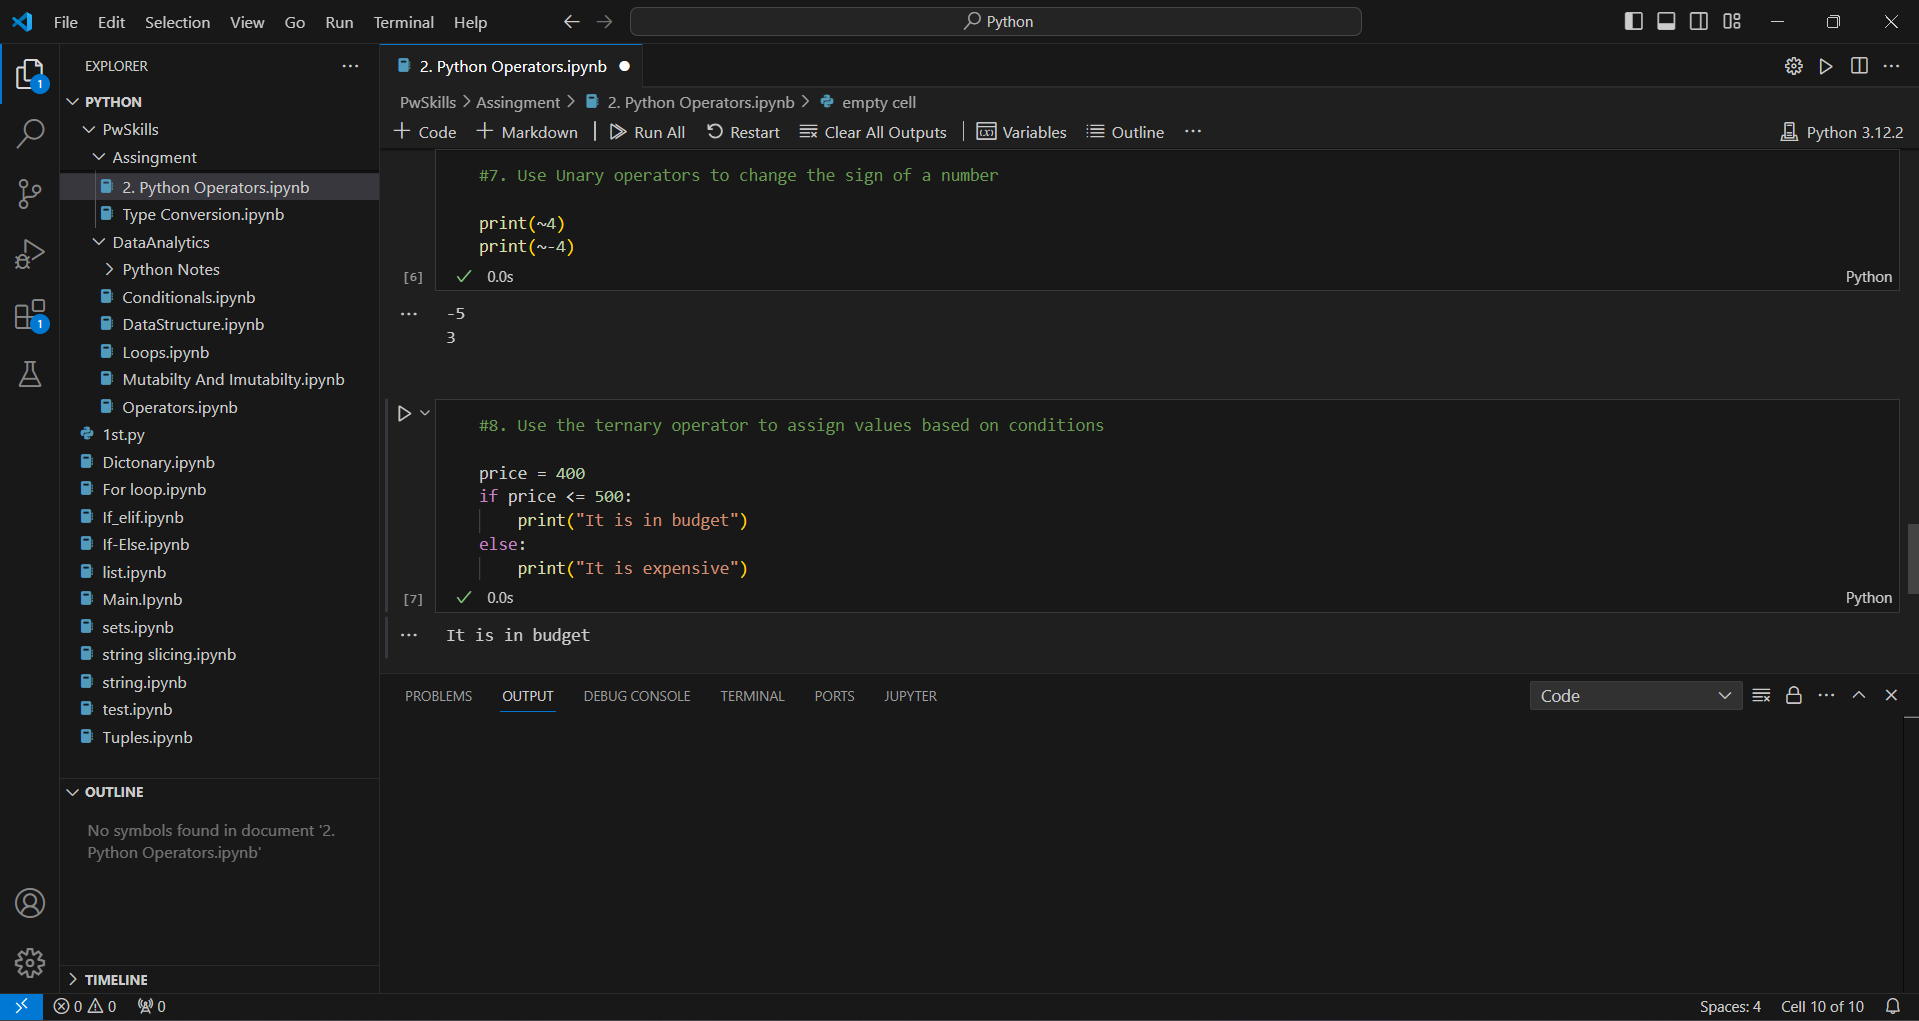 File Edit Selection View Go Run Terminal Help
Python
EXPLORER
1
1
PYTHON
PwSkills
Assingment
2. Python Operators.ipynb
Type Conversion.ipynb
DataAnalytics
Python Notes
Conditionals.ipynb
DataStructure.ipynb
Loops.ipynb
Mutabilty And Imutabilty.ipynb
Operators.ipynb
1st.py
Dictonary.ipynb
For loop.ipynb
If_elif.ipynb
If-Else.ipynb
list.ipynb
Main.Ipynb
sets.ipynb
string slicing.ipynb
string.ipynb
test.ipynb
Tuples.ipynb
OUTLINE
No symbols found in document '2.
Python Operators.ipynb'
TIMELINE
2. Python Operators.ipynb
PwSkills > Assingment > 2. Python Operators.ipynb > empty cell
+ Code + Markdown | Run All Restart Clear All Outputs | Variables Outline ... Python 3.12.2
#7. Use Unary operators to change the sign of a number
print(~4)
print(~-4)
[6] 0.0s Python
-5
3
#8. Use the ternary operator to assign values based on conditions
price = 400
if price <= 500:
print("It is in budget")
else:
print("It is expensive")
[7] 0.0s Python
It is in budget
PROBLEMS OUTPUT DEBUG CONSOLE TERMINAL PORTS JUPYTER Code
0 0 0 Spaces: 4 Cell 10 of 10